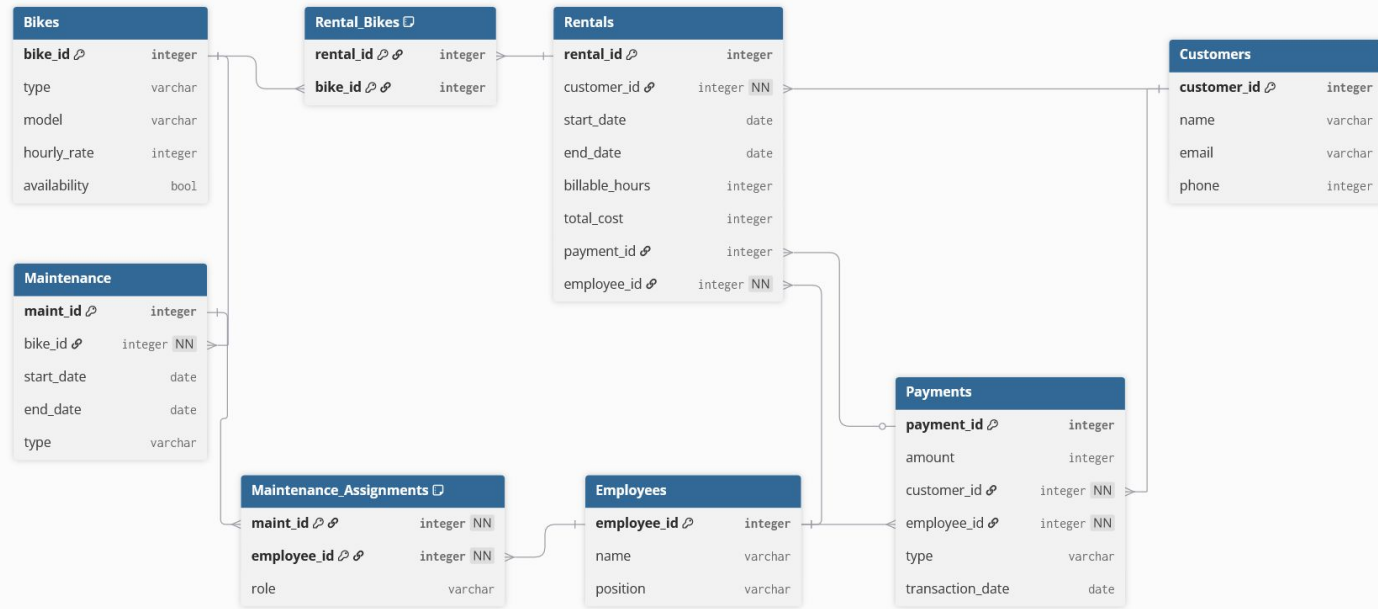 Bikes
bike_id integer
type varchar
model varchar
hourly_rate integer
availability bool
Rental_Bikes
rental_id integer
bike_id integer
Rentals
rental_id integer
customer_id integer NN
start_date date
end_date date
billable_hours integer
total_cost integer
payment_id integer
employee_id integer NN
Customers
customer_id integer
name varchar
email varchar
phone integer
Maintenance
maint_id integer
bike_id integer NN
start_date date
end_date date
type varchar
Maintenance_Assignments
maint_id integer NN
employee_id integer NN
role varchar
Employees
employee_id integer
name varchar
position varchar
Payments
payment_id integer
amount integer
customer_id integer NN
employee_id integer NN
type varchar
transaction_date date